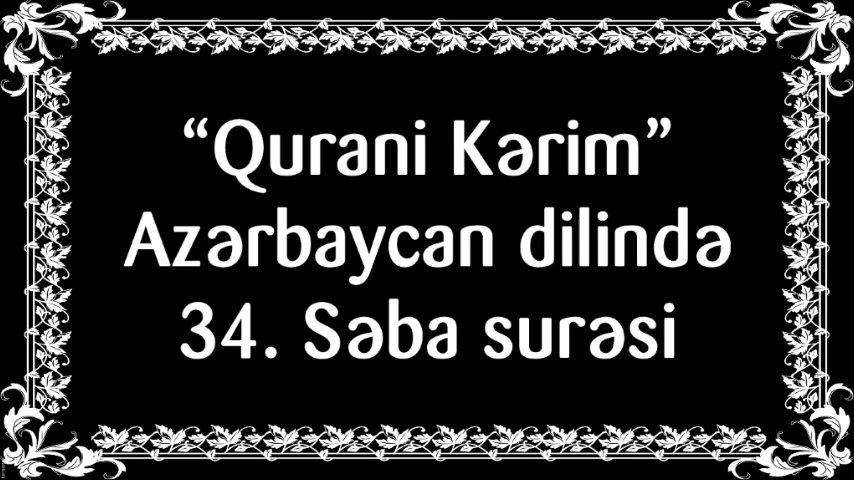 “Qurani Kərim”
Azərbaycan dilində
34. Səba surəsi